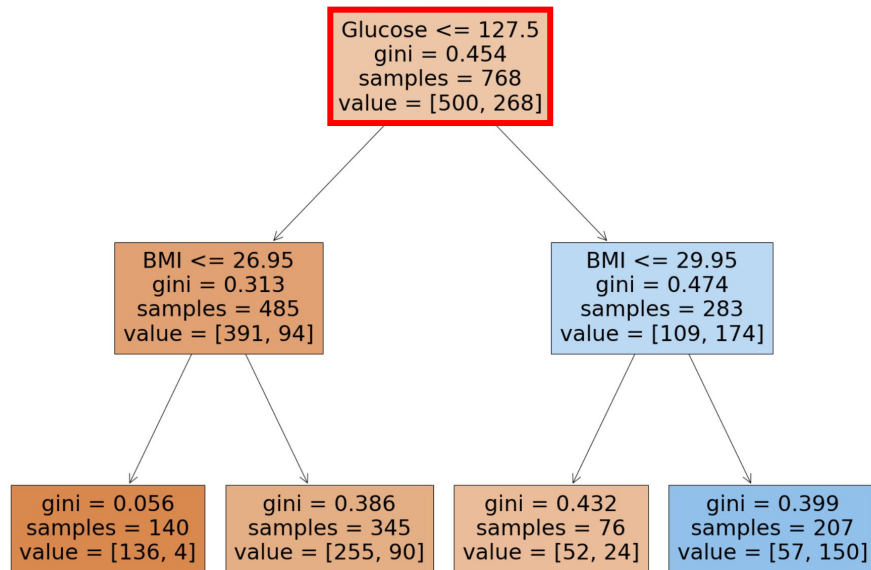 Glucose <= 127.5
gini = 0.454
samples = 768
value = [500, 268]
BMI <= 26.95
gini = 0.313
samples = 485
value = [391, 94]
BMI <= 29.95
gini = 0.474
samples = 283
value = [109, 174]
gini = 0.056
samples = 140
value = [136, 4]
gini = 0.386
samples = 345
value = [255, 90]
gini = 0.432
samples = 76
value = [52, 24]
gini = 0.399
samples = 207
value = [57, 150]